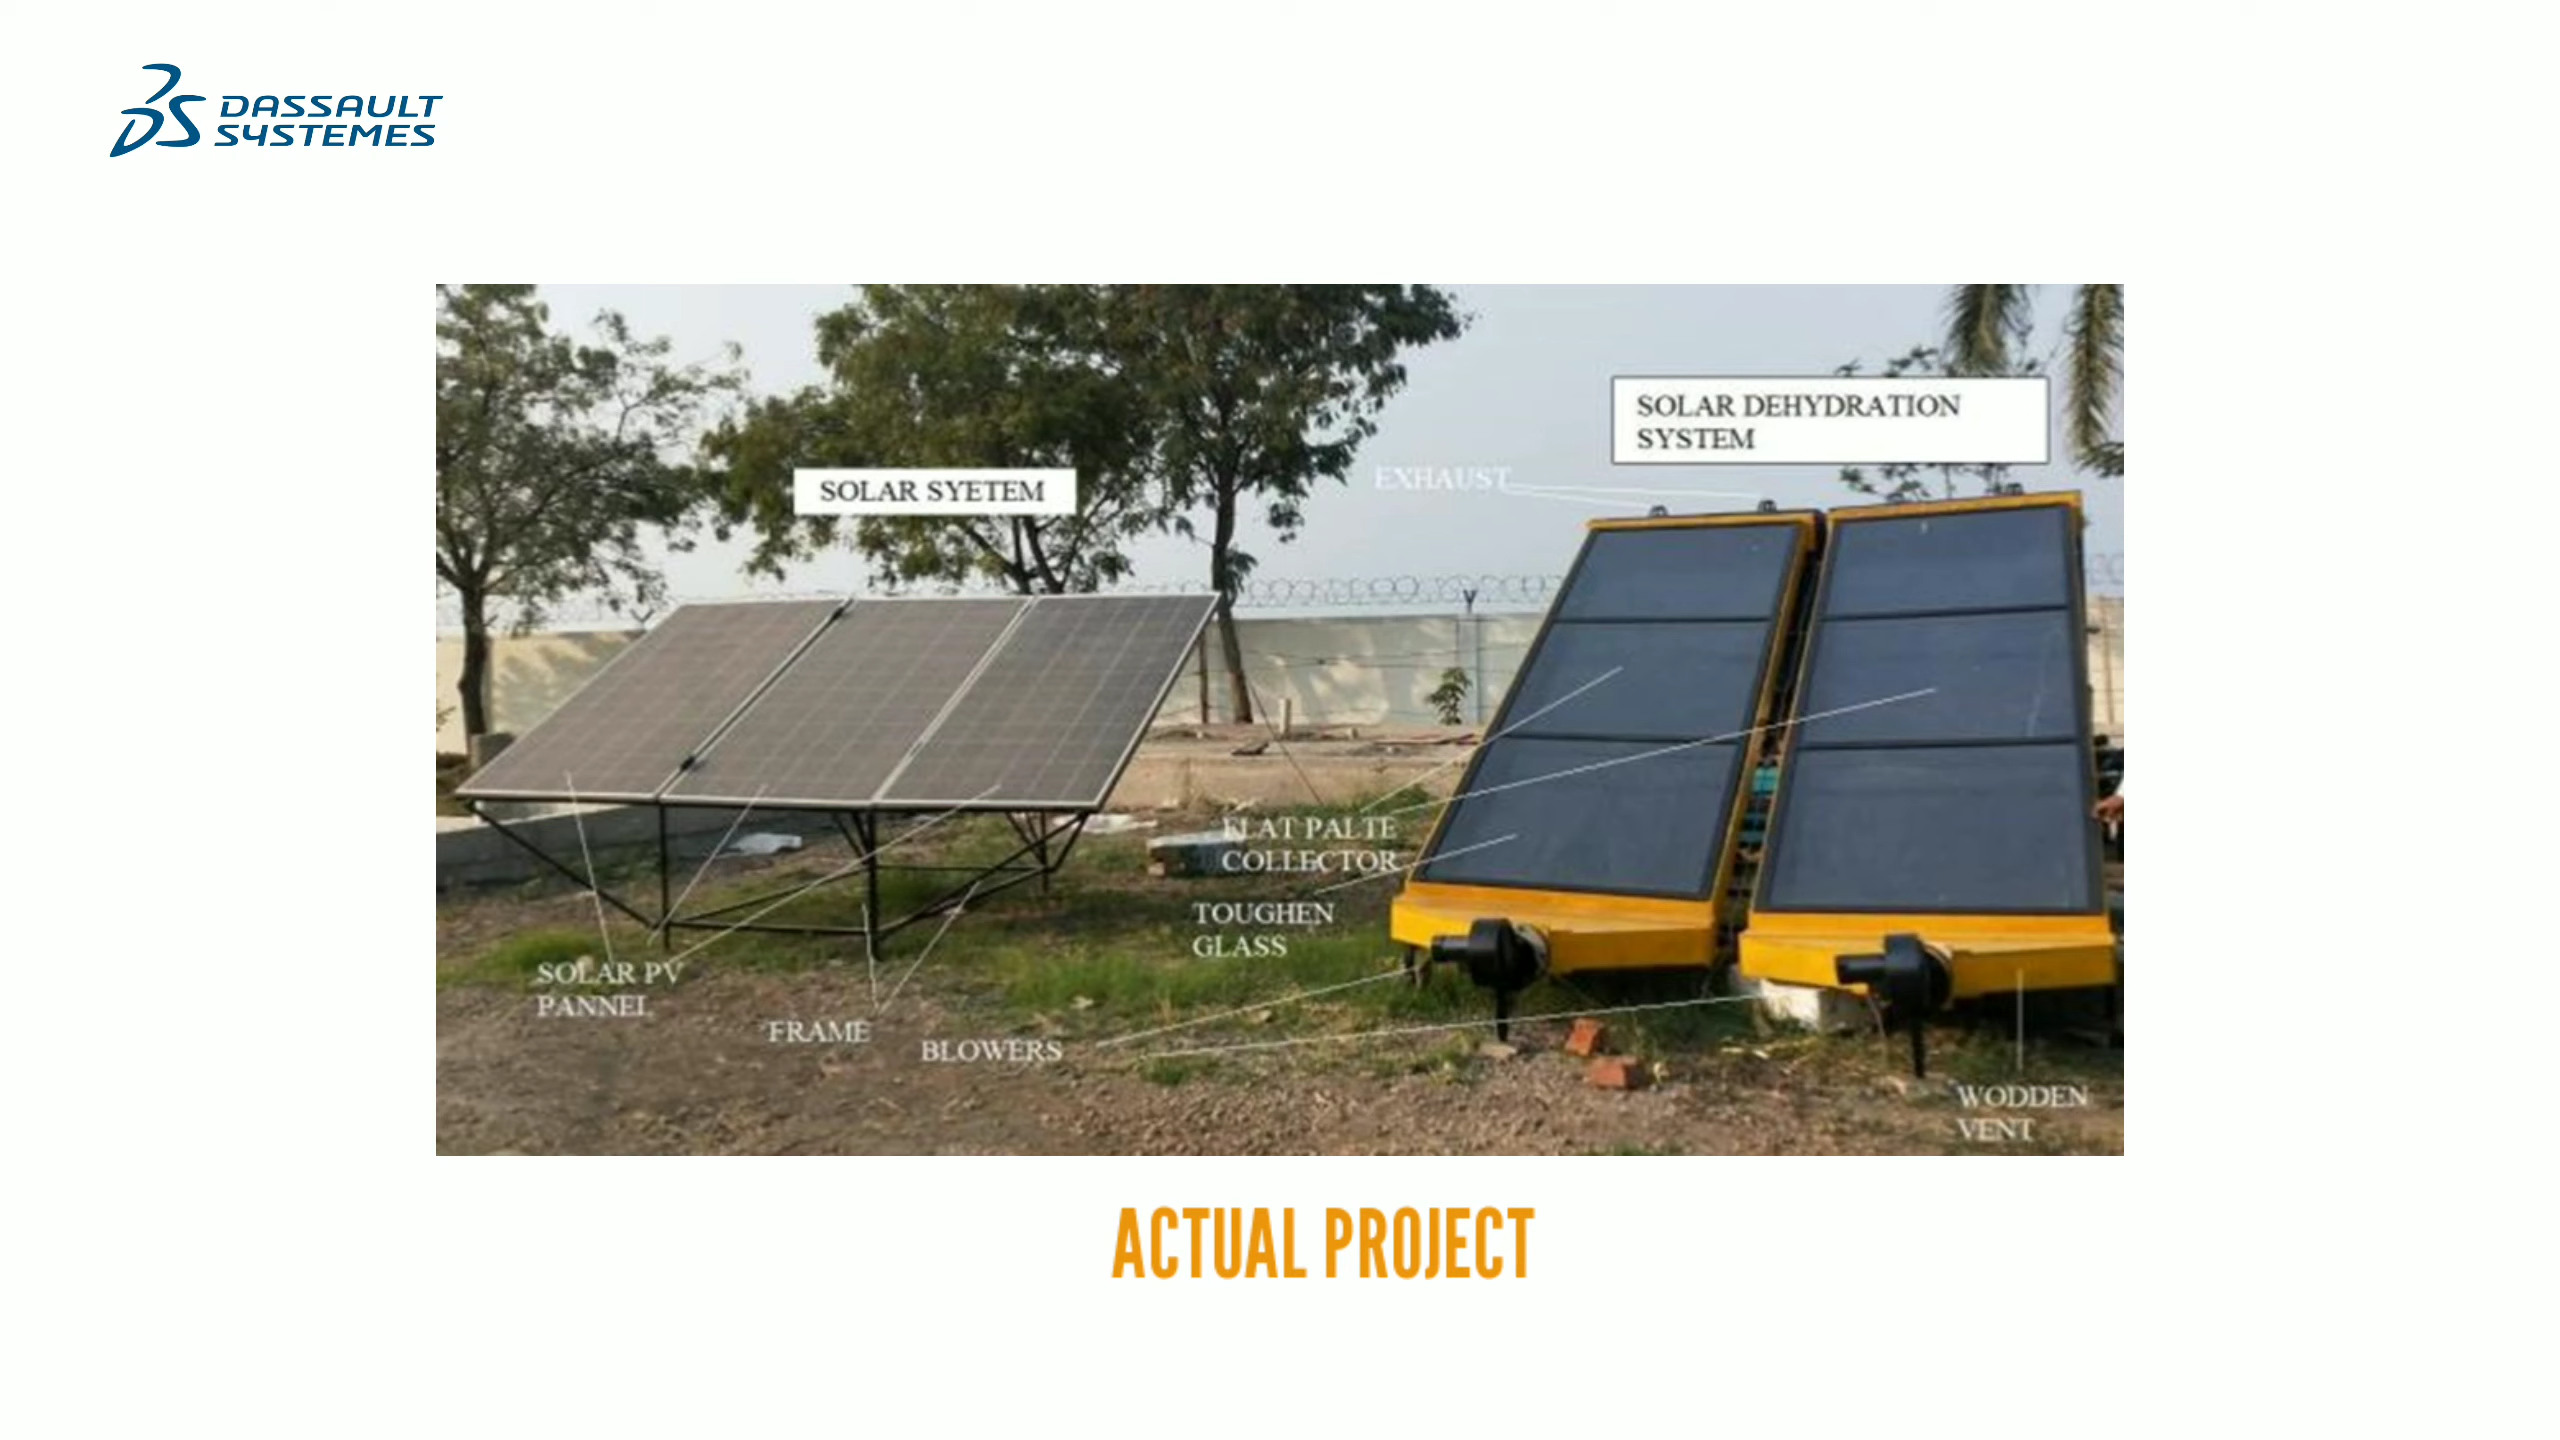 DASSAULT
SYSTEMES
SOLAR DEHYDRATION
SYSTEM
SOLAR SYETEM
EXHAUST
FLAT PALTE
COLLECTOR
TOUGHEN
GLASS
SOLAR PV
PANNEL
FRAME
BLOWERS
WODDEN
VENT
ACTUAL PROJECT